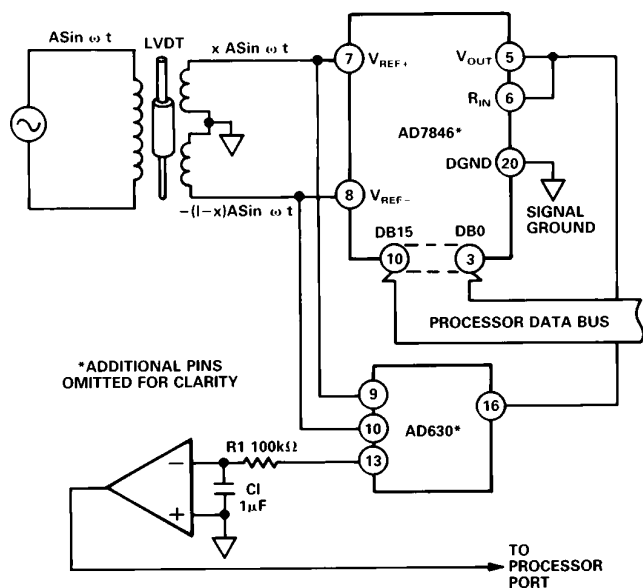 ASin ω t
LVDT
x ASin ω t
-(I-x)ASin ω t
7
VREF+
8
VREF-
VOUT
5
RIN
6
AD7846*
DGND
20
SIGNAL
GROUND
DB15
DB0
10
3
PROCESSOR DATA BUS
*ADDITIONAL PINS
OMITTED FOR CLARITY
9
10
13
AD630*
16
R1 100kΩ
CI
1μF
−
+
TO
PROCESSOR
PORT